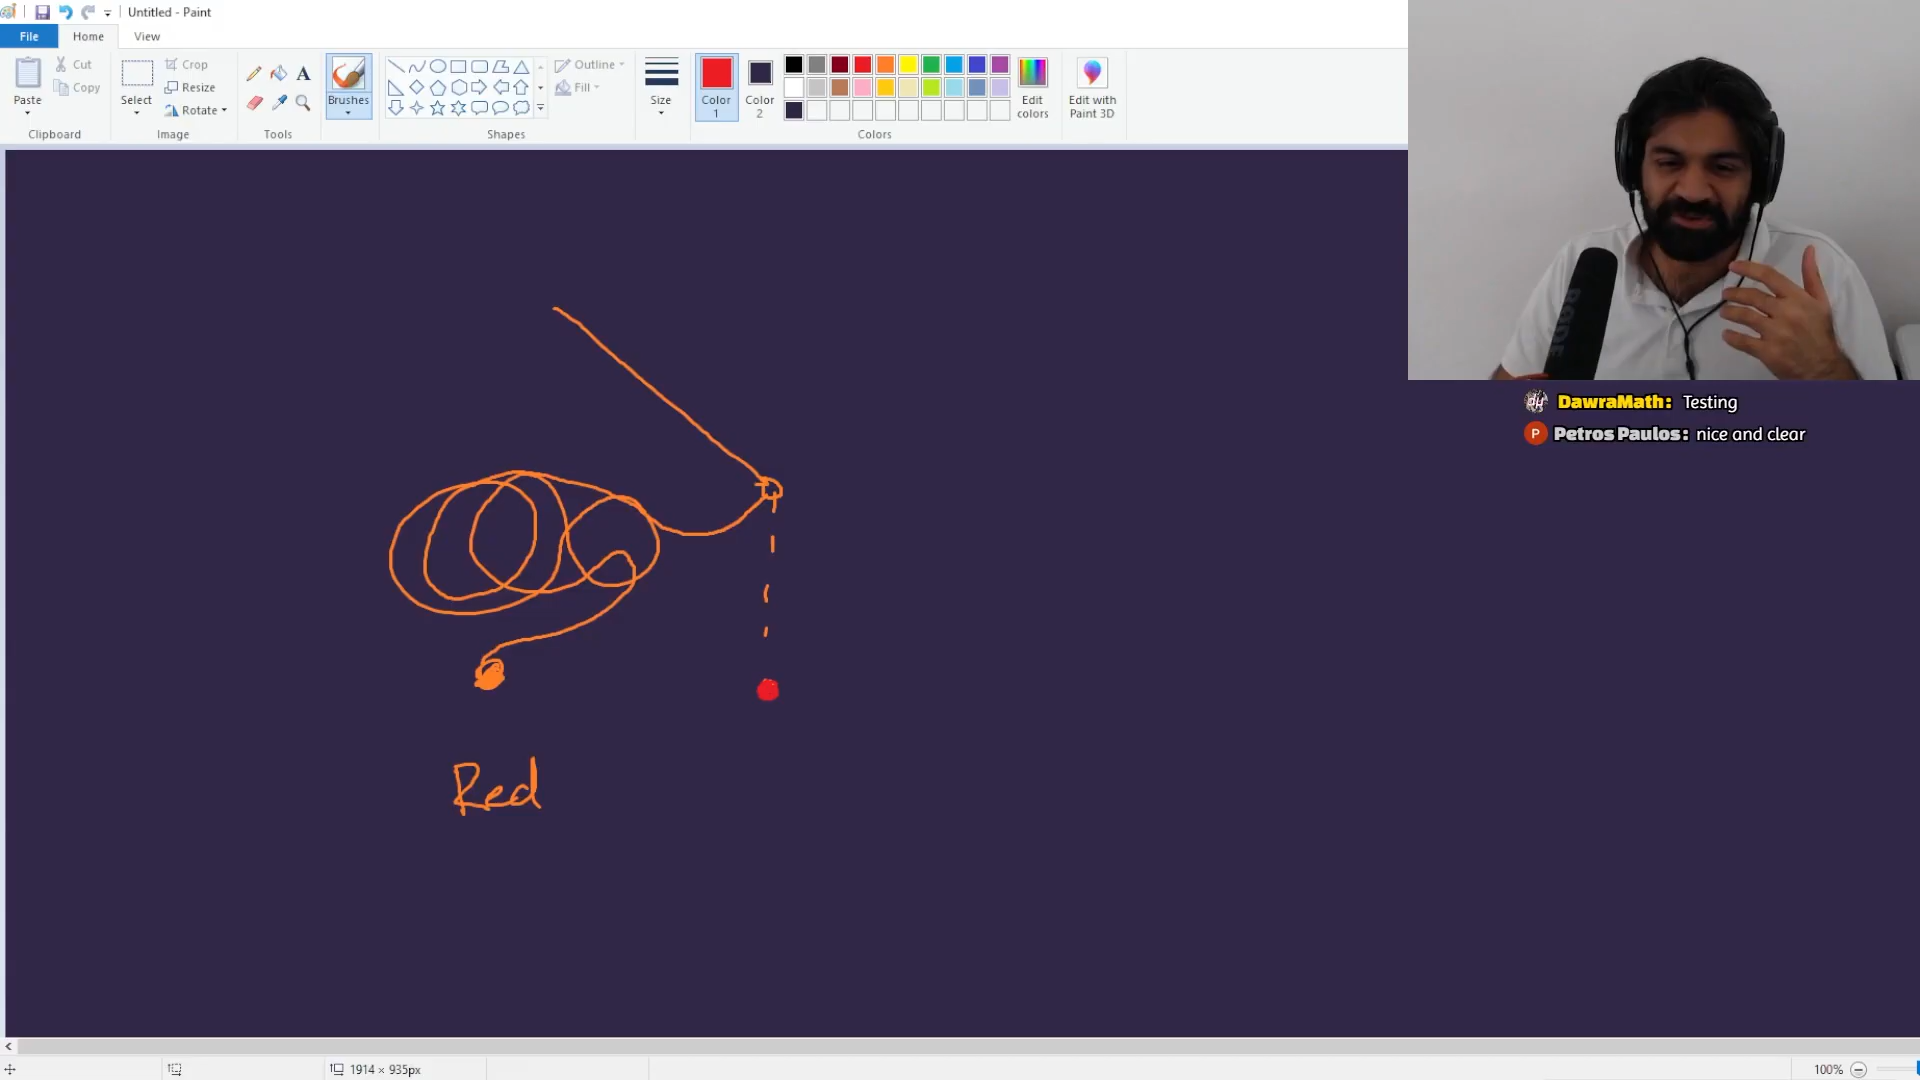 Untitled - Paint
File Home View
Paste
Cut
Copy
Clipboard
Select
Crop
Resize
Rotate
Image
Tools
Brushes
Outline
Fill
Shapes
Size
Color 1
Color 2
Edit colors
Colors
Edit with Paint 3D
RODE
DawraMath: Testing
P Petros Paulos: nice and clear
Red
1914 × 935px
100%